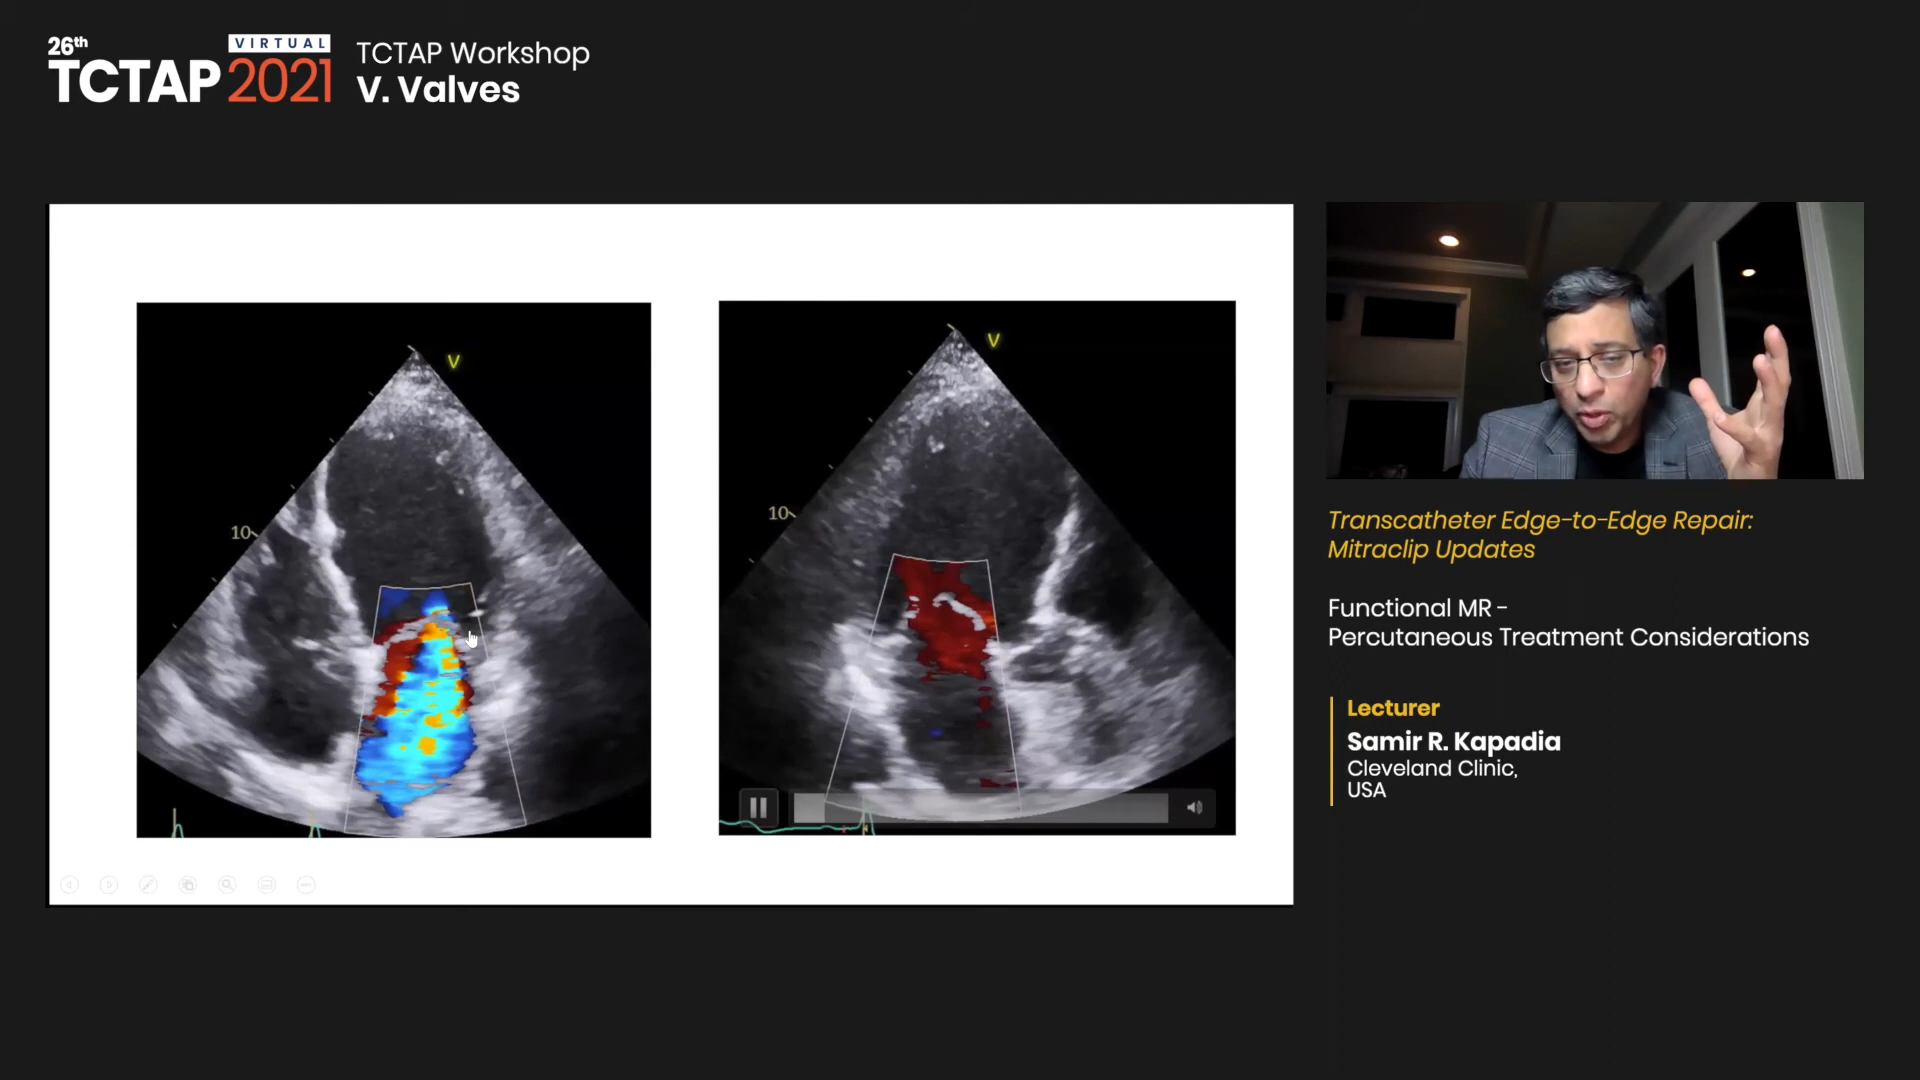 26th
VIRTUAL
TCTAP 2021
TCTAP Workshop
V. Valves
V
10
V
10
Transcatheter Edge-to-Edge Repair:
Mitraclip Updates
Functional MR -
Percutaneous Treatment Considerations
Lecturer
Samir R. Kapadia
Cleveland Clinic,
USA